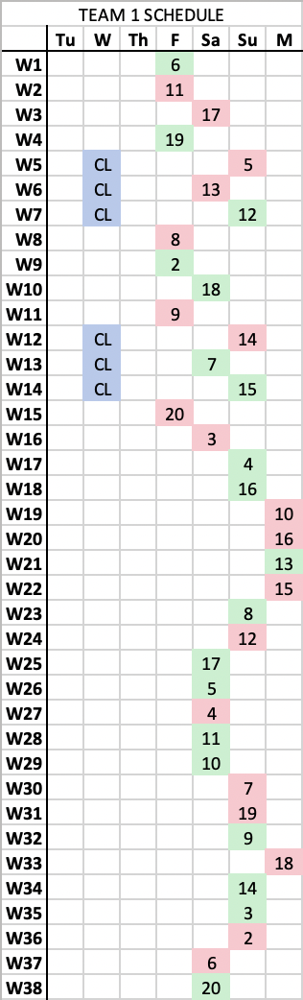 TEAM 1 SCHEDULE
Tu W Th F Sa Su M
W1 6
W2 11
W3 17
W4 19
W5 CL 5
W6 CL 13
W7 CL 12
W8 8
W9 2
W10 18
W11 9
W12 CL 14
W13 CL 7
W14 CL 15
W15 20
W16 3
W17 4
W18 16
W19 10
W20 16
W21 13
W22 15
W23 8
W24 12
W25 17
W26 5
W27 4
W28 11
W29 10
W30 7
W31 19
W32 9
W33 18
W34 14
W35 3
W36 2
W37 6
W38 20